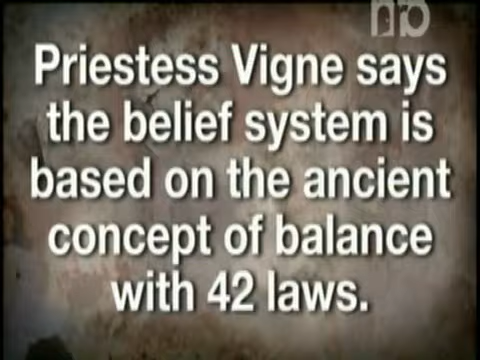 Priestess Vigne says
the belief system is
based on the ancient
concept of balance
with 42 laws.